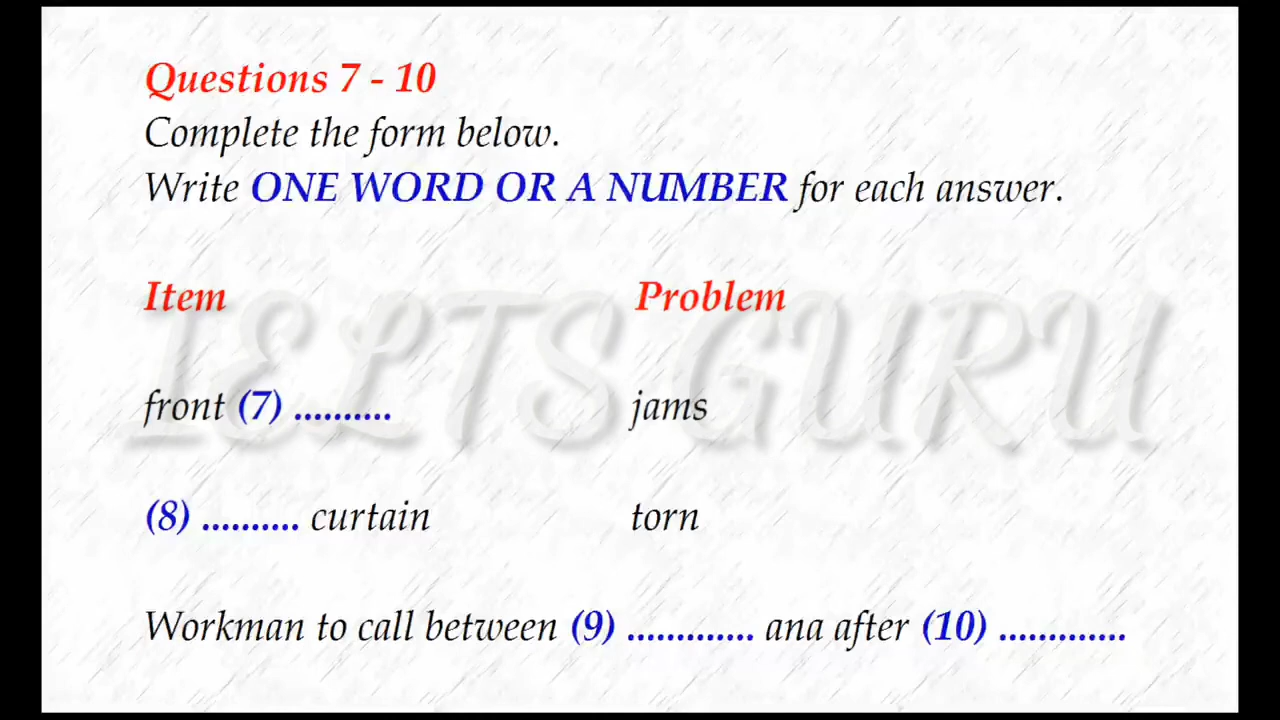 Questions 7 - 10
Complete the form below.
Write ONE WORD OR A NUMBER for each answer.
Item Problem
IELTS GURU
front (7) .......... jams
(8) .......... curtain torn
Workman to call between (9) ............. ana after (10) .............